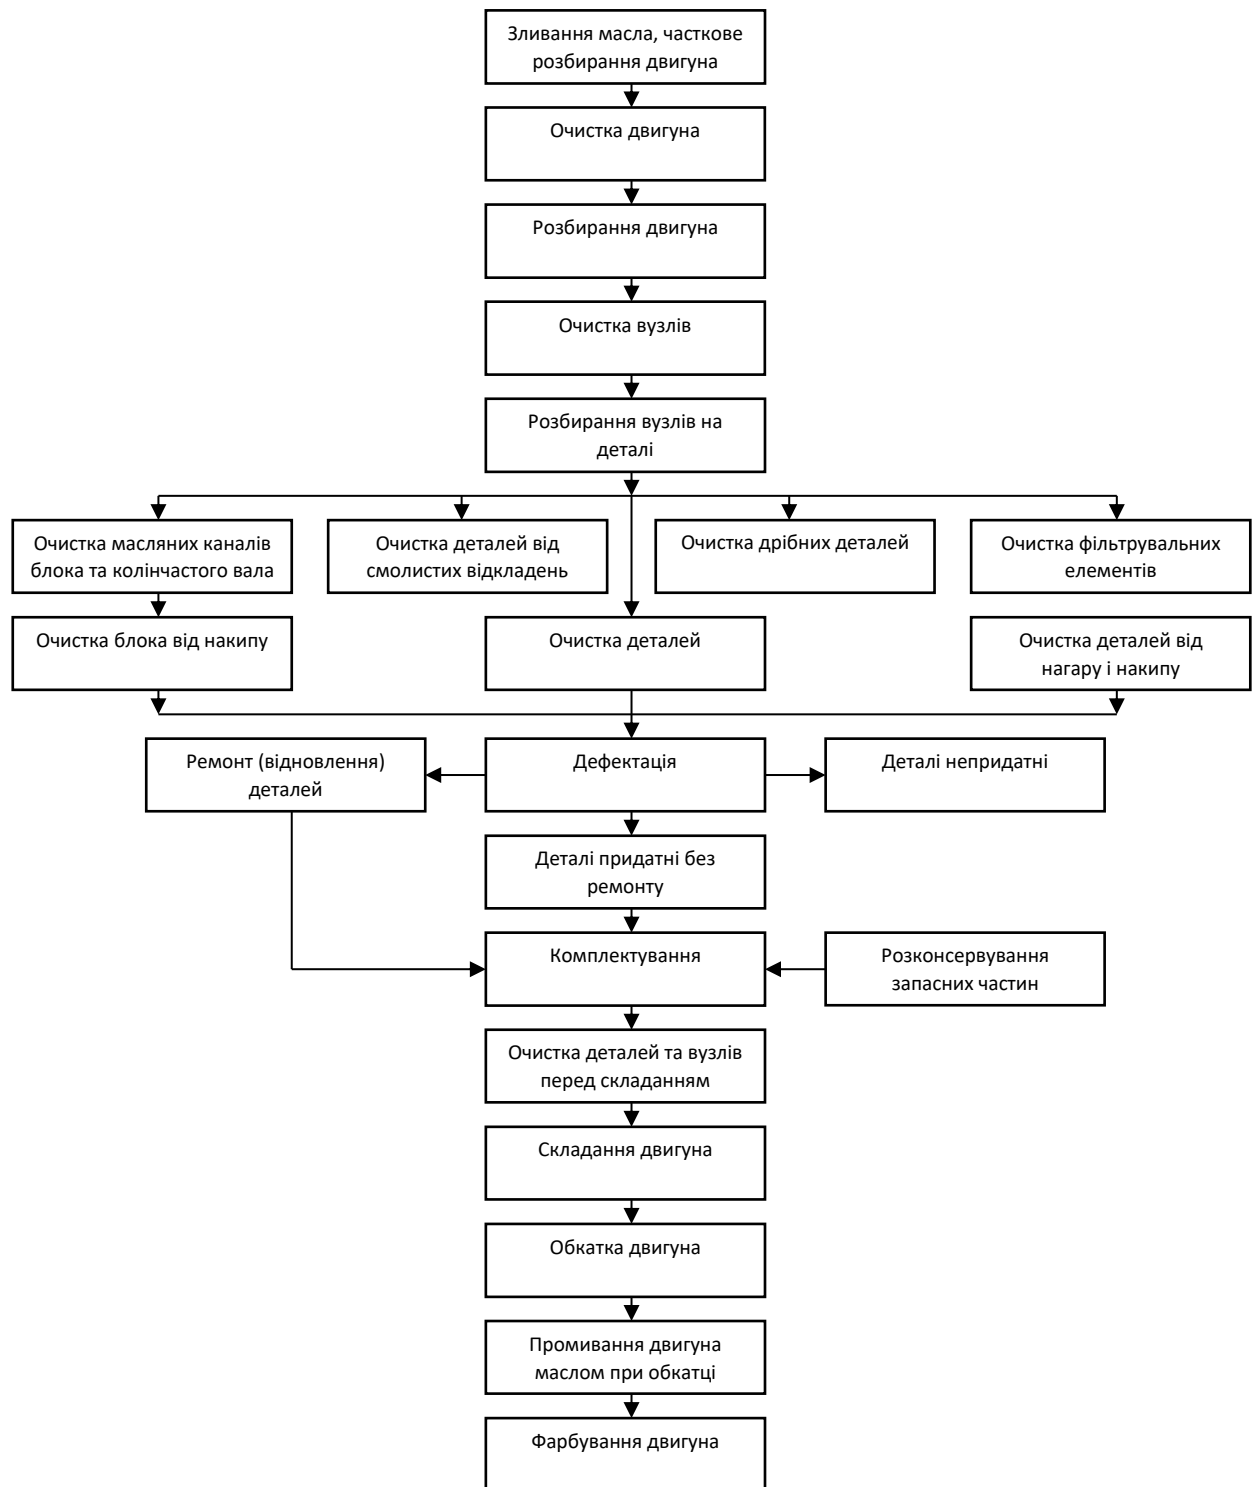 Зливання масла, часткове
розбирання двигуна
Очистка двигуна
Розбирання двигуна
Очистка вузлів
Розбирання вузлів на
деталі
Очистка масляних каналів
блока та колінчастого вала
Очистка деталей від
смолистих відкладень
Очистка дрібних деталей
Очистка фільтрувальних
елементів
Очистка блока від накипу
Очистка деталей
Очистка деталей від
нагару і накипу
Ремонт (відновлення)
деталей
Дефектація
Деталі непридатні
Деталі придатні без
ремонту
Комплектування
Розконсервування
запасних частин
Очистка деталей та вузлів
перед складанням
Складання двигуна
Обкатка двигуна
Промивання двигуна
маслом при обкатці
Фарбування двигуна